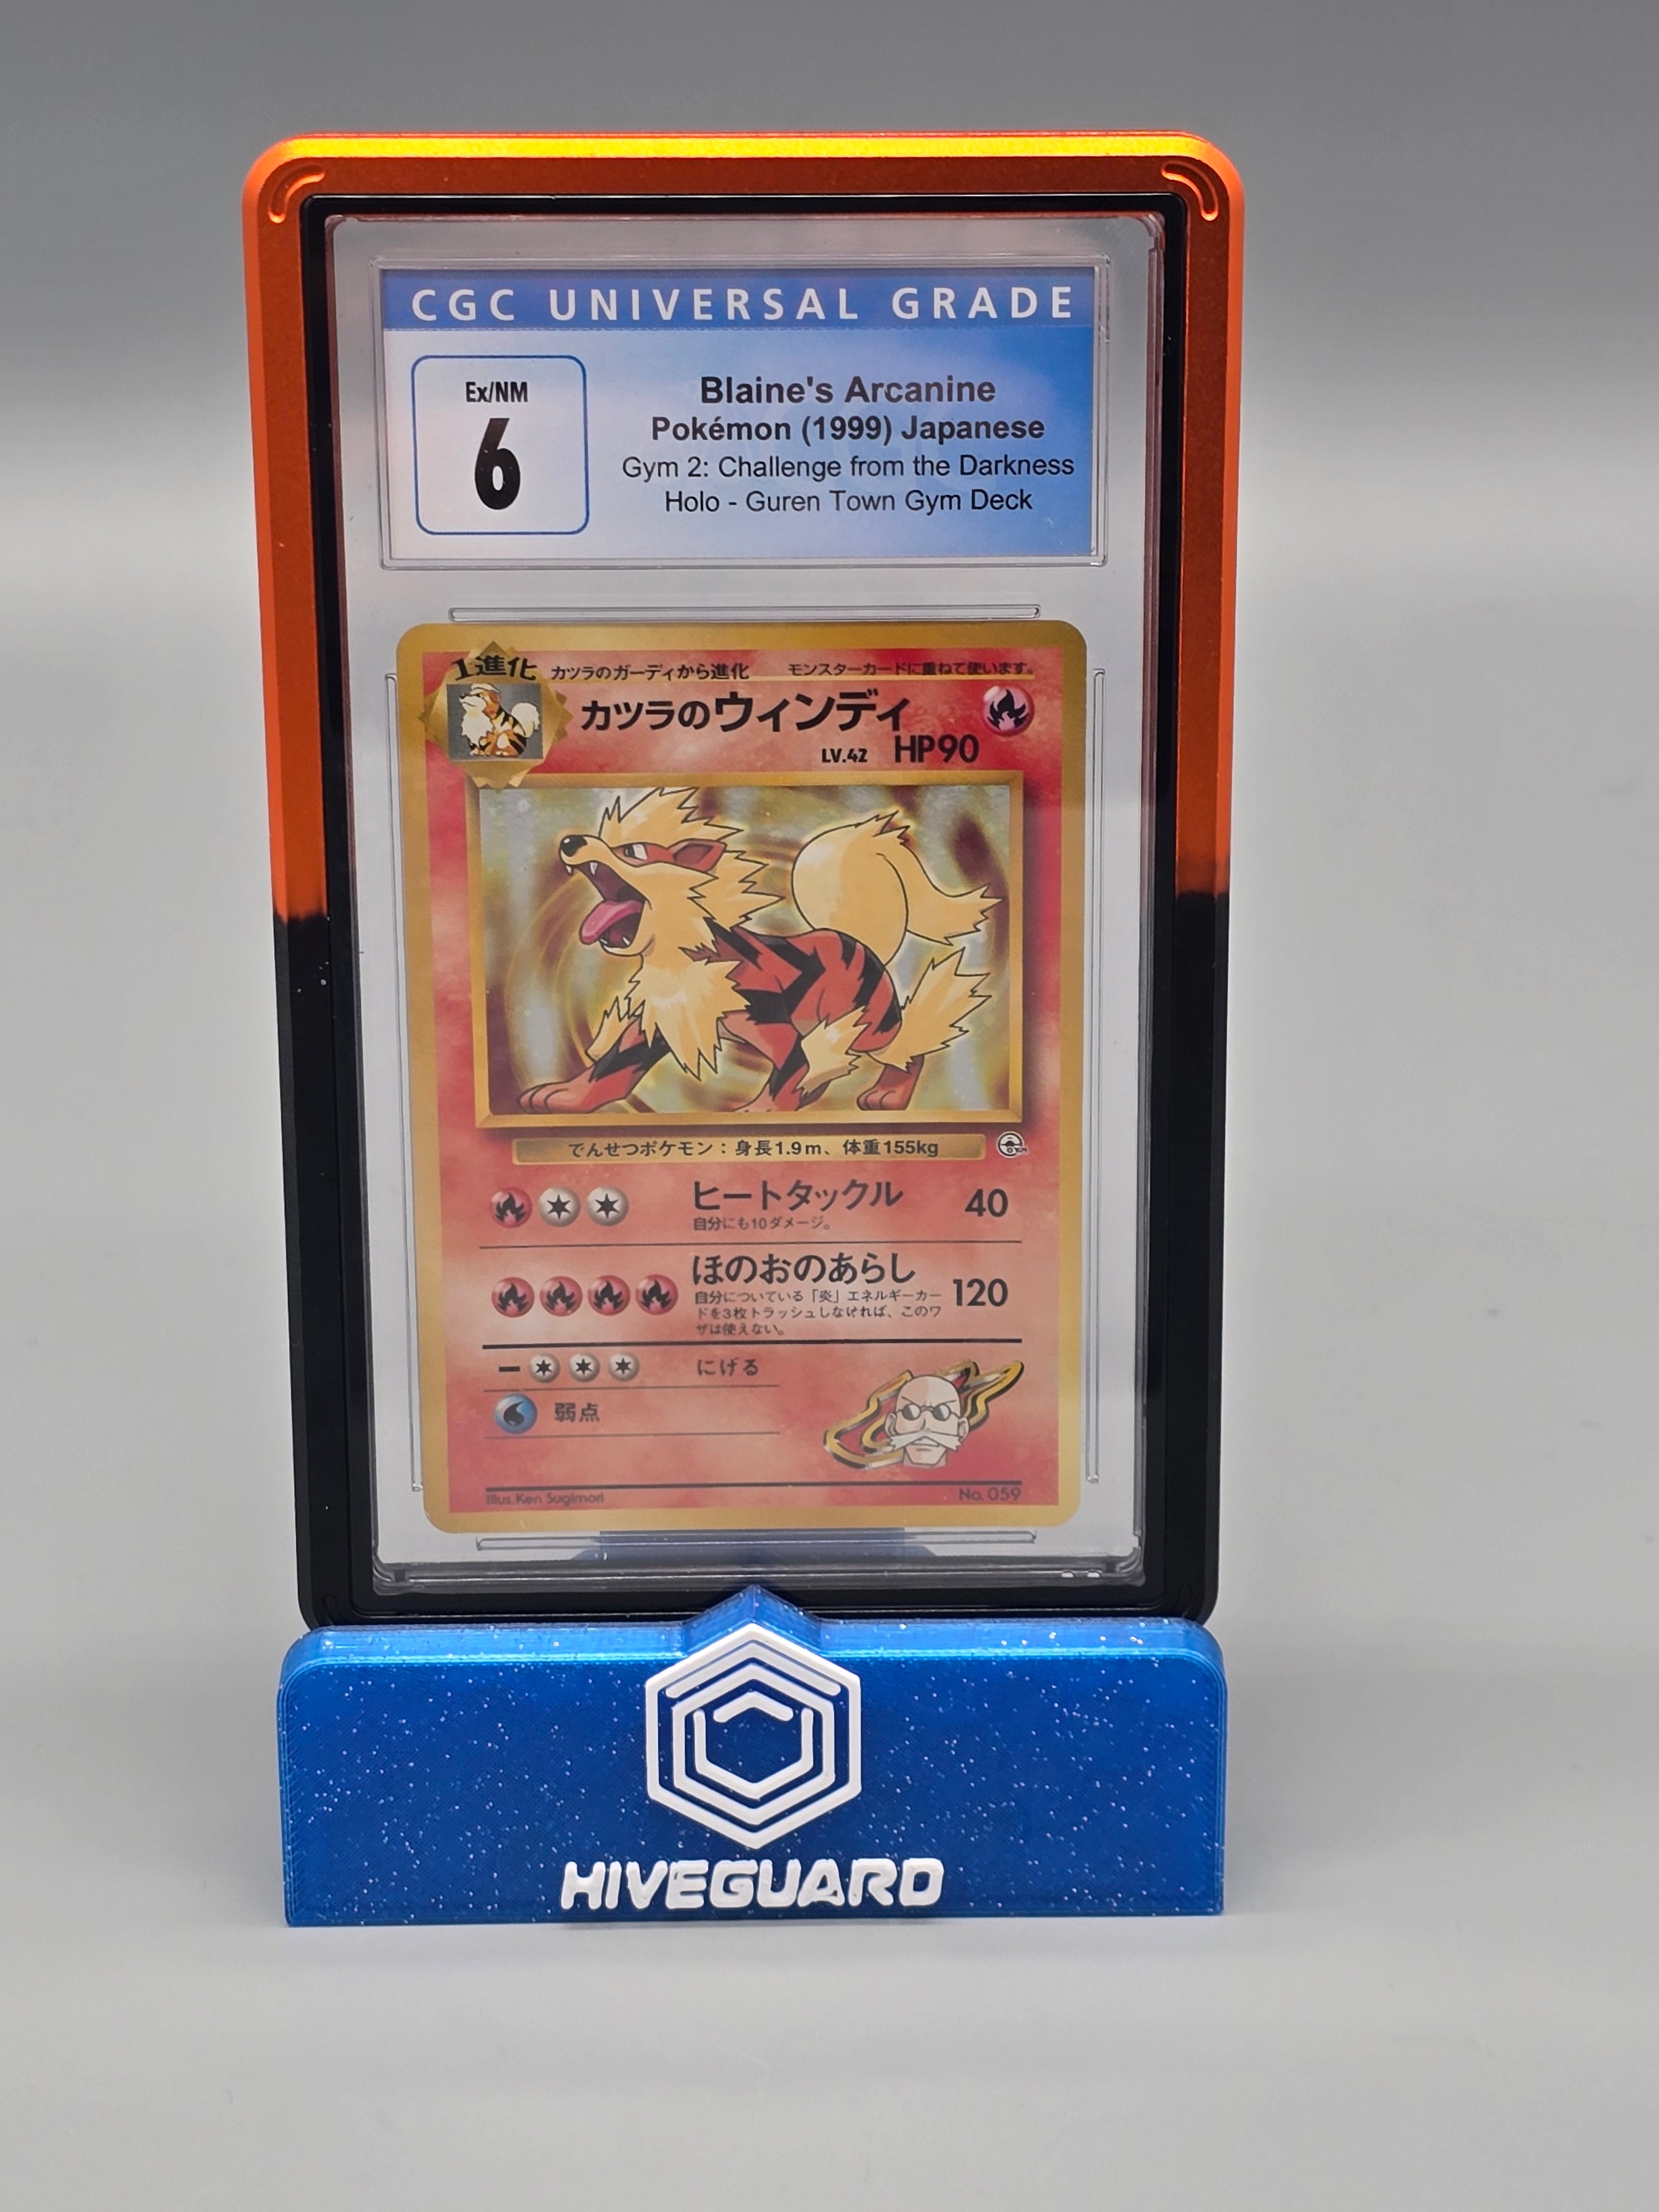 CGC UNIVERSAL GRADE
Ex/NM
6
Blaine's Arcanine
Pokémon (1999) Japanese
Gym 2: Challenge from the Darkness
Holo - Guren Town Gym Deck
1進化 カツラのガーディから進化 モンスターカードに重ねて使います。
カツラのウィンディ
LV.42 HP90
でんせつポケモン：身長1.9m、体重155kg
ヒートタックル 40
自分にも10ダメージ。
ほのおのあらし 120
自分についている「炎」エネルギーカー
ドを3枚トラッシュしなければ、このワ
ザは使えない。
ー にげる
弱点
Illus.Ken Sugimori No. 059
HIVEGUARD